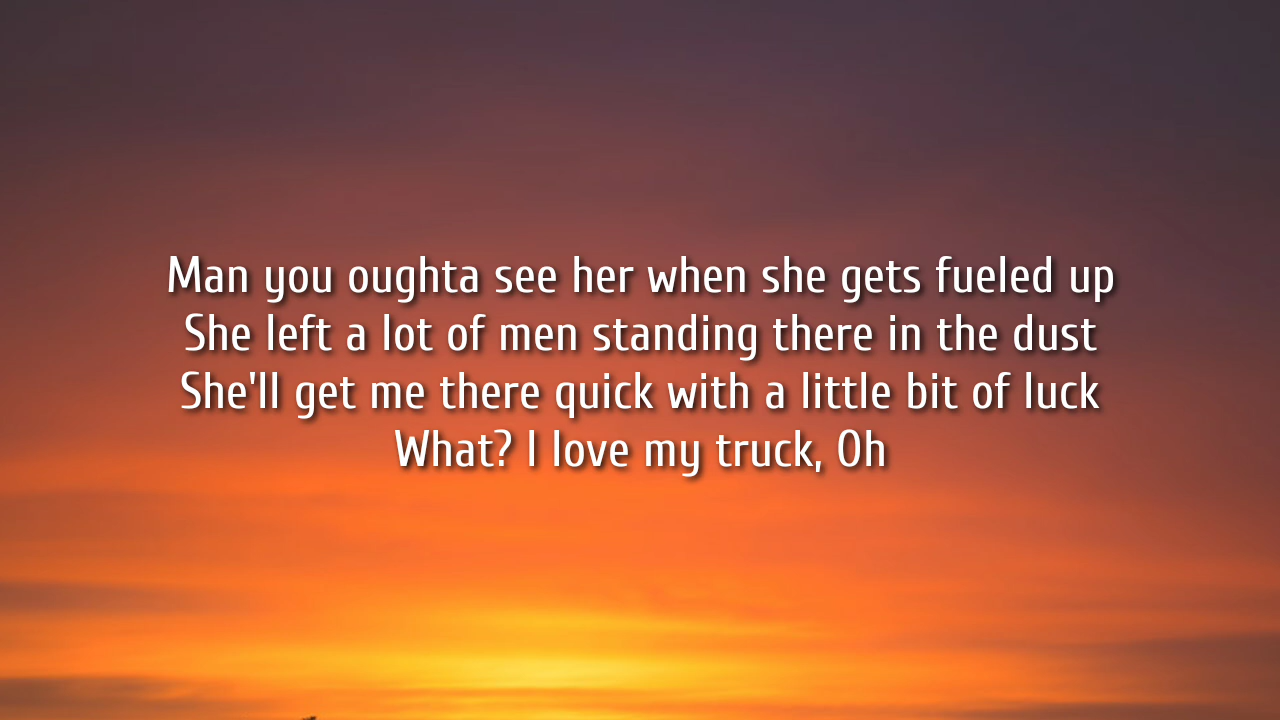 Man you oughta see her when she gets fueled up
She left a lot of men standing there in the dust
She'll get me there quick with a little bit of luck
What? I love my truck, Oh